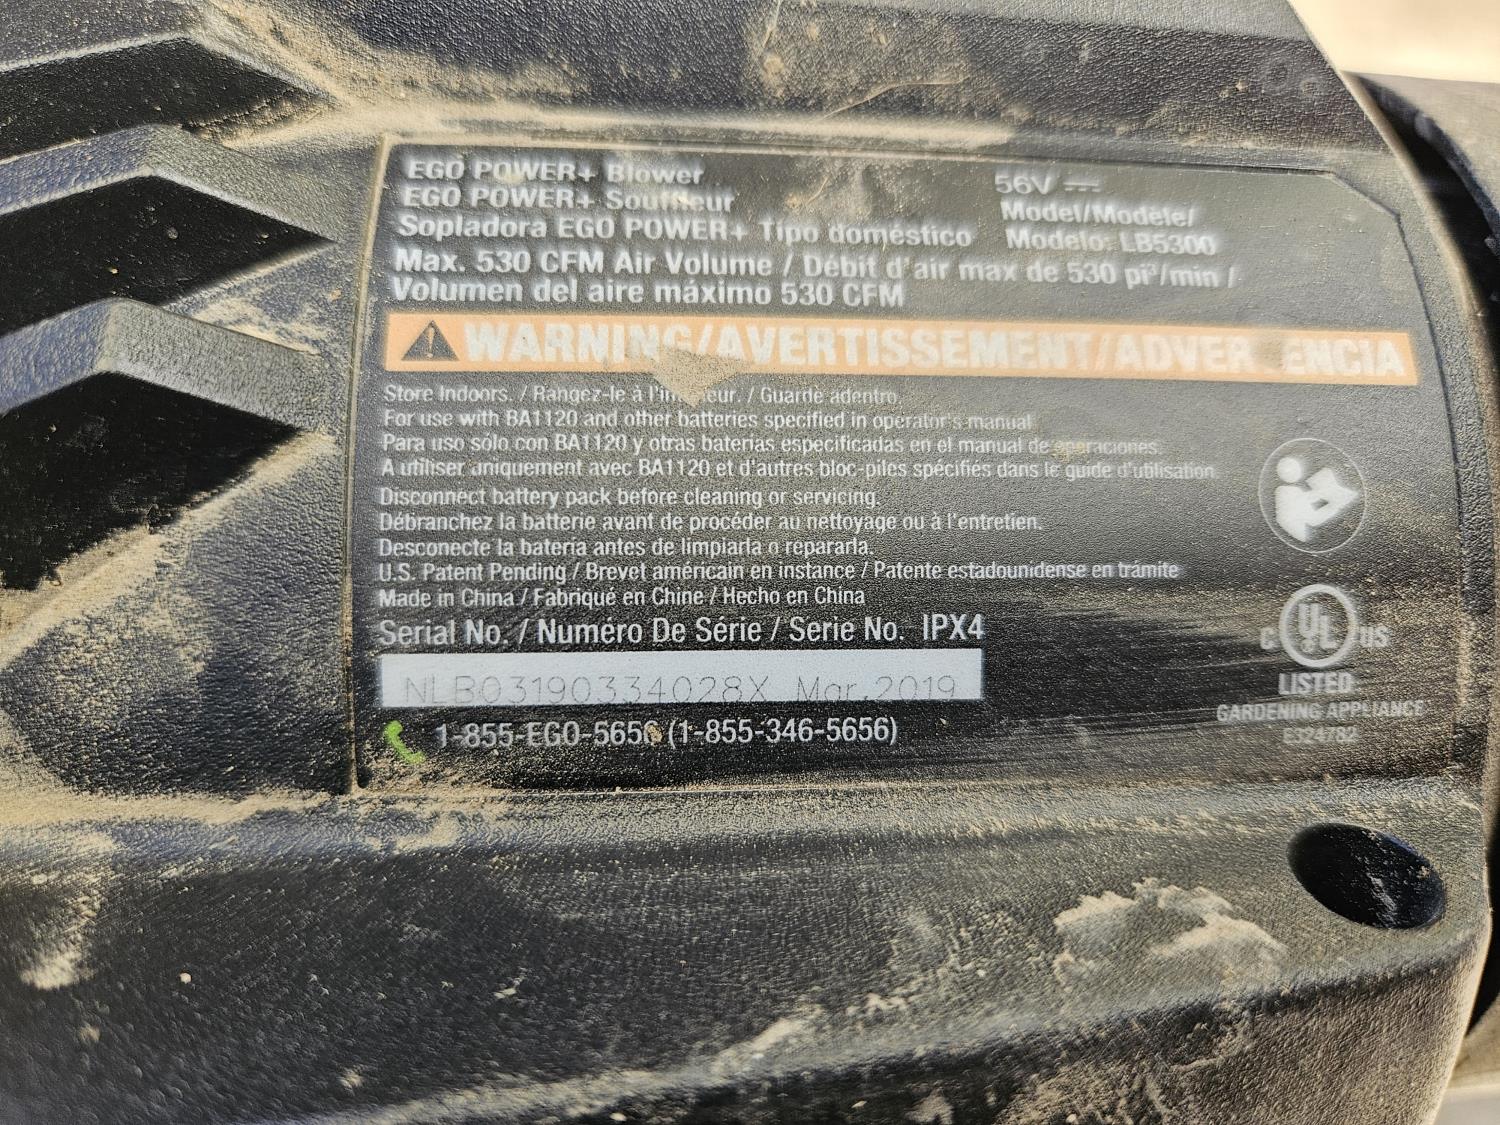 EGO POWER+ Blower
EGO POWER+ Souffleur
Sopladora EGO POWER+ Tipo doméstico
56V
Model/Modèle/
Modelo: LB5300
Max. 530 CFM Air Volume / Débit d'air max de 530 pi³/min /
Volumen del aire máximo 530 CFM
WARNING/AVERTISSEMENT/ADVERTENCIA
Store Indoors. / Rangez-le à l'intérieur. / Guarde adentro.
For use with BA1120 and other batteries specified in operator's manual.
Para uso sólo con BA1120 y otras baterías especificadas en el manual de operaciones.
A utiliser uniquement avec BA1120 et d'autres bloc-piles spécifiés dans le guide d'utilisation.
Disconnect battery pack before cleaning or servicing.
Débranchez la batterie avant de procéder au nettoyage ou à l'entretien.
Desconecte la batería antes de limpiarla o repararla.
U.S. Patent Pending / Brevet américain en instance / Patente estadounidense en trámite
Made in China / Fabriqué en Chine / Hecho en China
Serial No. / Numéro De Série / Serie No. IPX4
NLB03190334028X Mar.2019
1-855-EGO-5656 (1-855-346-5656)
C UL US
LISTED
GARDENING APPLIANCE
E324782